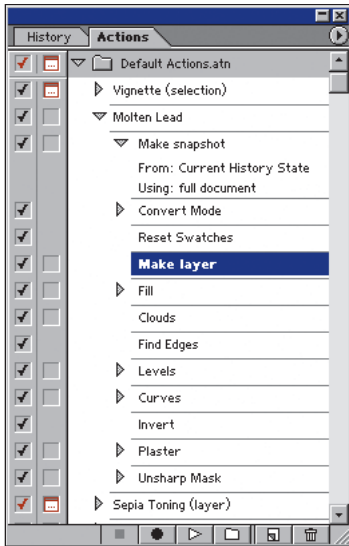 History
Actions
Default Actions.atn
Vignette (selection)
Molten Lead
Make snapshot
From: Current History State
Using: full document
Convert Mode
Reset Swatches
Make layer
Fill
Clouds
Find Edges
Levels
Curves
Invert
Plaster
Unsharp Mask
Sepia Toning (layer)